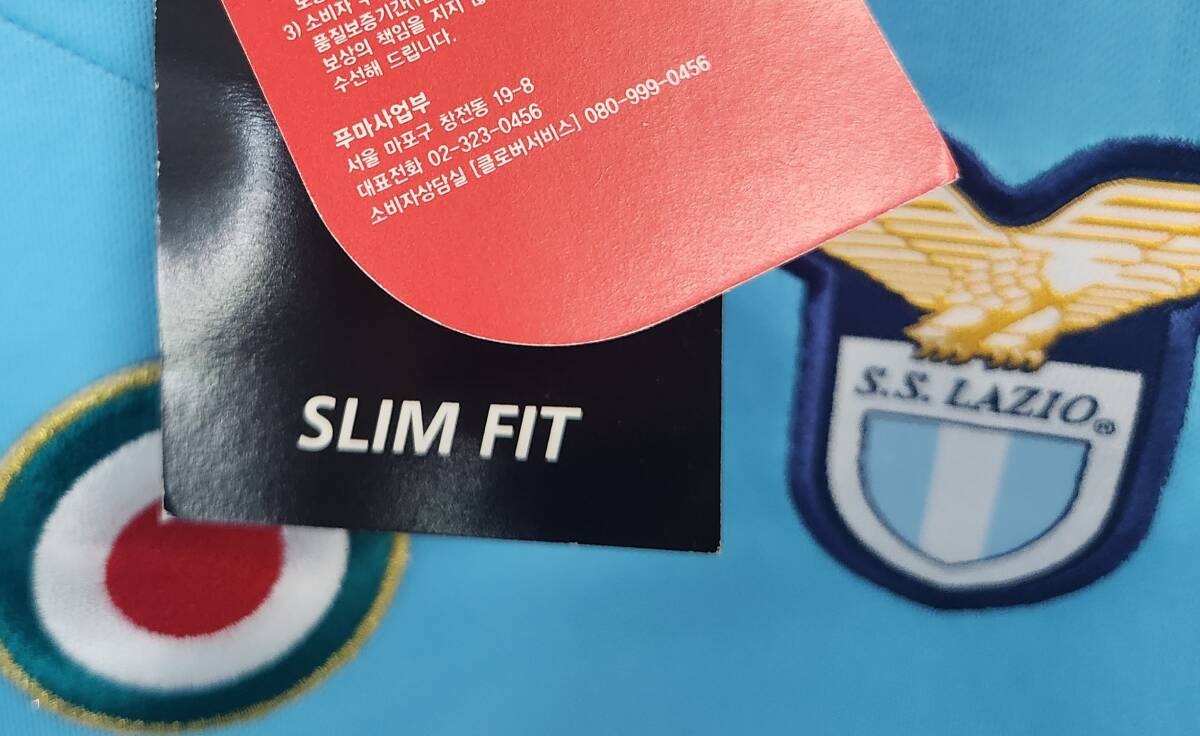 3) 소비자
품질보증기간
보상의 책임을 지지
수선해 드립니다.
푸마사업부
서울 마포구 창전동 19-8
대표전화 02-323-0456
소비자상담실 [클로버서비스] 080-999-0456
SLIM FIT
S.S. LAZIO®